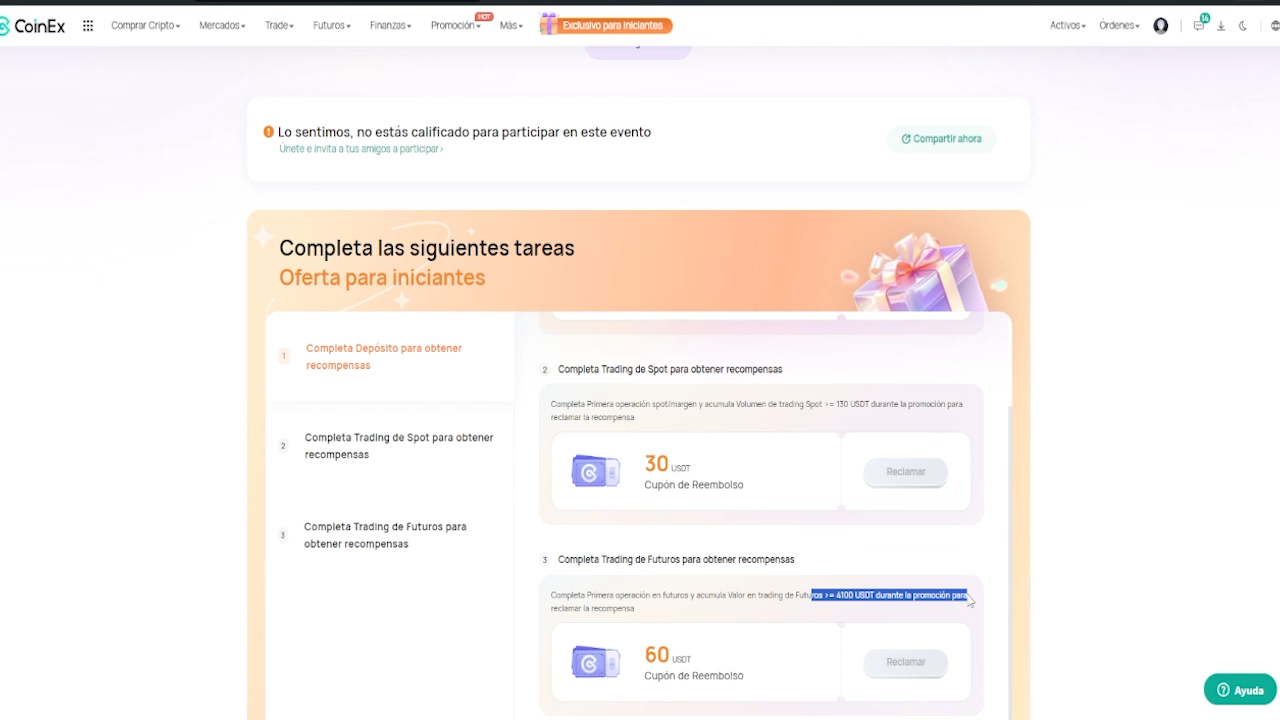 CoinEx Comprar Cripto Mercados Trade Futuros Finanzas Promoción HOT Más Exclusivo para iniciantes Activos Órdenes 14
Lo sentimos, no estás calificado para participar en este evento
Únete e invita a tus amigos a participar›
Compartir ahora
Completa las siguientes tareas
Oferta para iniciantes
1 Completa Depósito para obtener
recompensas
2 Completa Trading de Spot para obtener
recompensas
3 Completa Trading de Futuros para
obtener recompensas
2 Completa Trading de Spot para obtener recompensas
Completa Primera operación spot/margen y acumula Volumen de trading Spot >= 130 USDT durante la promoción para
reclamar la recompensa
30 USDT
Cupón de Reembolso
Reclamar
3 Completa Trading de Futuros para obtener recompensas
Completa Primera operación en futuros y acumula Valor en trading de Futuros >= 4100 USDT durante la promoción para
reclamar la recompensa
60 USDT
Cupón de Reembolso
Reclamar
Ayuda